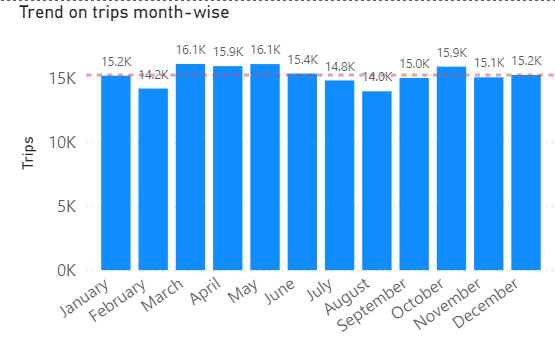 Trend on trips month-wise
16.1K 15.9K 16.1K 15.9K
15.2K 14.2K 15.4K 14.8K 14.0K 15.0K 15.1K 15.2K
15K
10K
5K
0K
Trips
January February March April May June July August September October November December